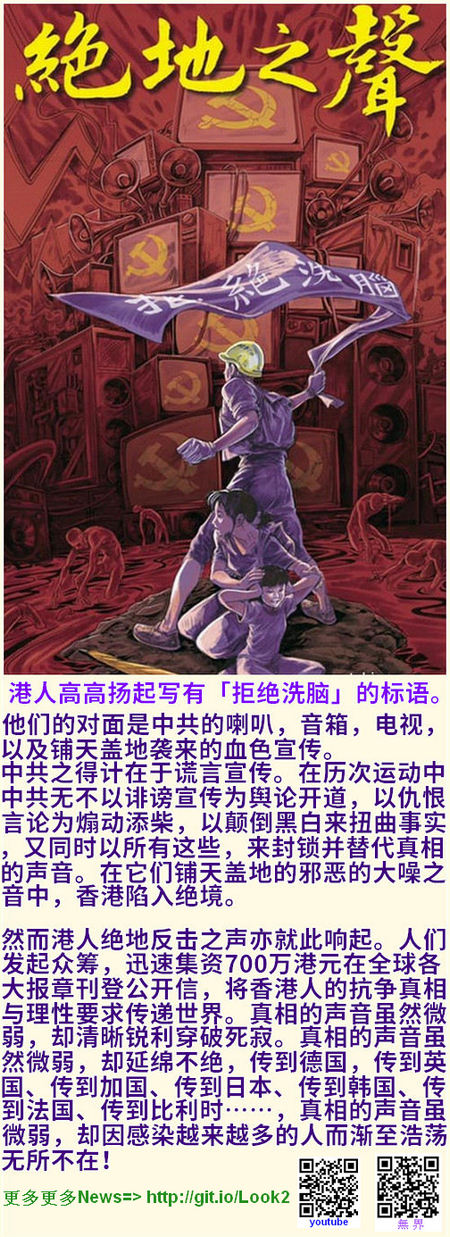 絕地之聲
拒絕洗腦
港人高高扬起写有「拒绝洗脑」的标语。
他们的对面是中共的喇叭，音箱，电视，
以及铺天盖地袭来的血色宣传。
中共之得计在于谎言宣传。在历次运动中
中共无不以诽谤宣传为舆论开道，以仇恨
言论为煽动添柴，以颠倒黑白来扭曲事实
，又同时以所有这些，来封锁并替代真相
的声音。在它们铺天盖地的邪恶的大噪之
音中，香港陷入绝境。
然而港人绝地反击之声亦就此响起。人们
发起众筹，迅速集资700万港元在全球各
大报章刊登公开信，将香港人的抗争真相
与理性要求传递世界。真相的声音虽然微
弱，却清晰锐利穿破死寂。真相的声音虽
然微弱，却延绵不绝，传到德国，传到英
国、传到加国、传到日本、传到韩国、传
到法国、传到比利时……，真相的声音虽
微弱，却因感染越来越多的人而渐至浩荡
无所不在！
更多更多News=> http://git.io/Look2
youtube
無界